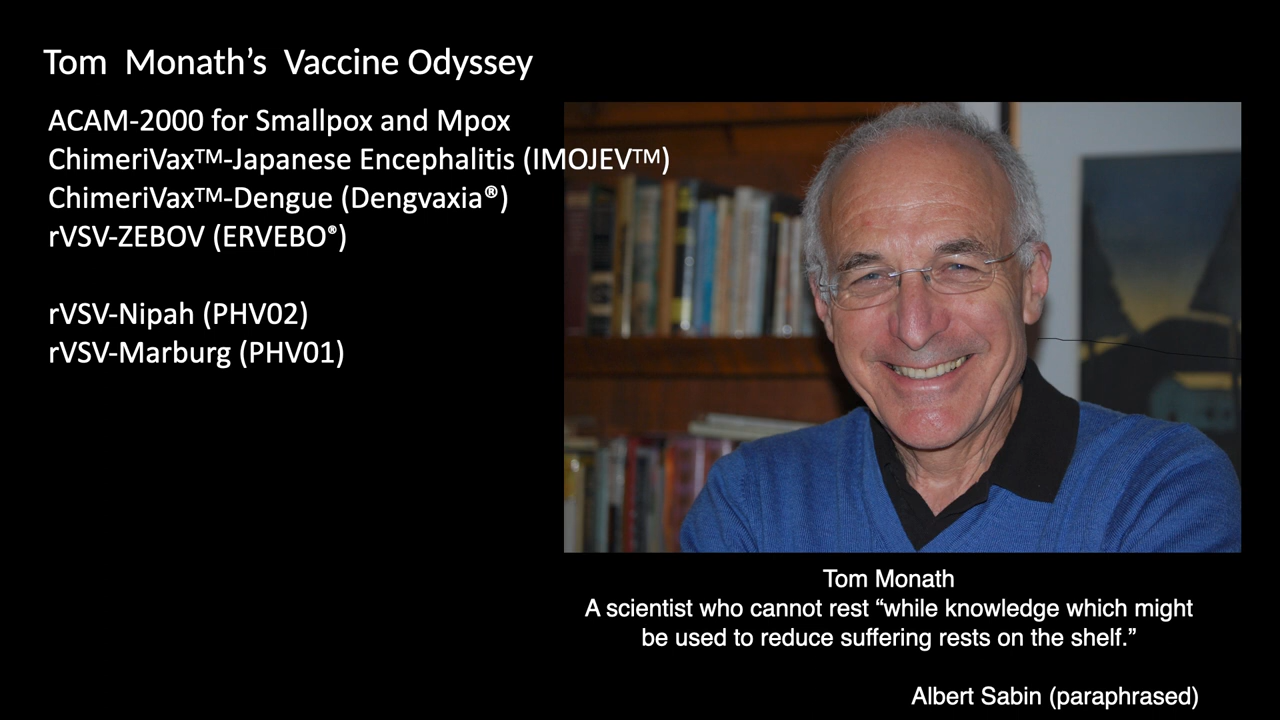 Tom Monath’s Vaccine Odyssey
ACAM-2000 for Smallpox and Mpox
ChimeriVax™-Japanese Encephalitis (IMOJEV™)
ChimeriVax™-Dengue (Dengvaxia®)
rVSV-ZEBOV (ERVEBO®)
rVSV-Nipah (PHV02)
rVSV-Marburg (PHV01)
Tom Monath
A scientist who cannot rest “while knowledge which might
be used to reduce suffering rests on the shelf.”
Albert Sabin (paraphrased)